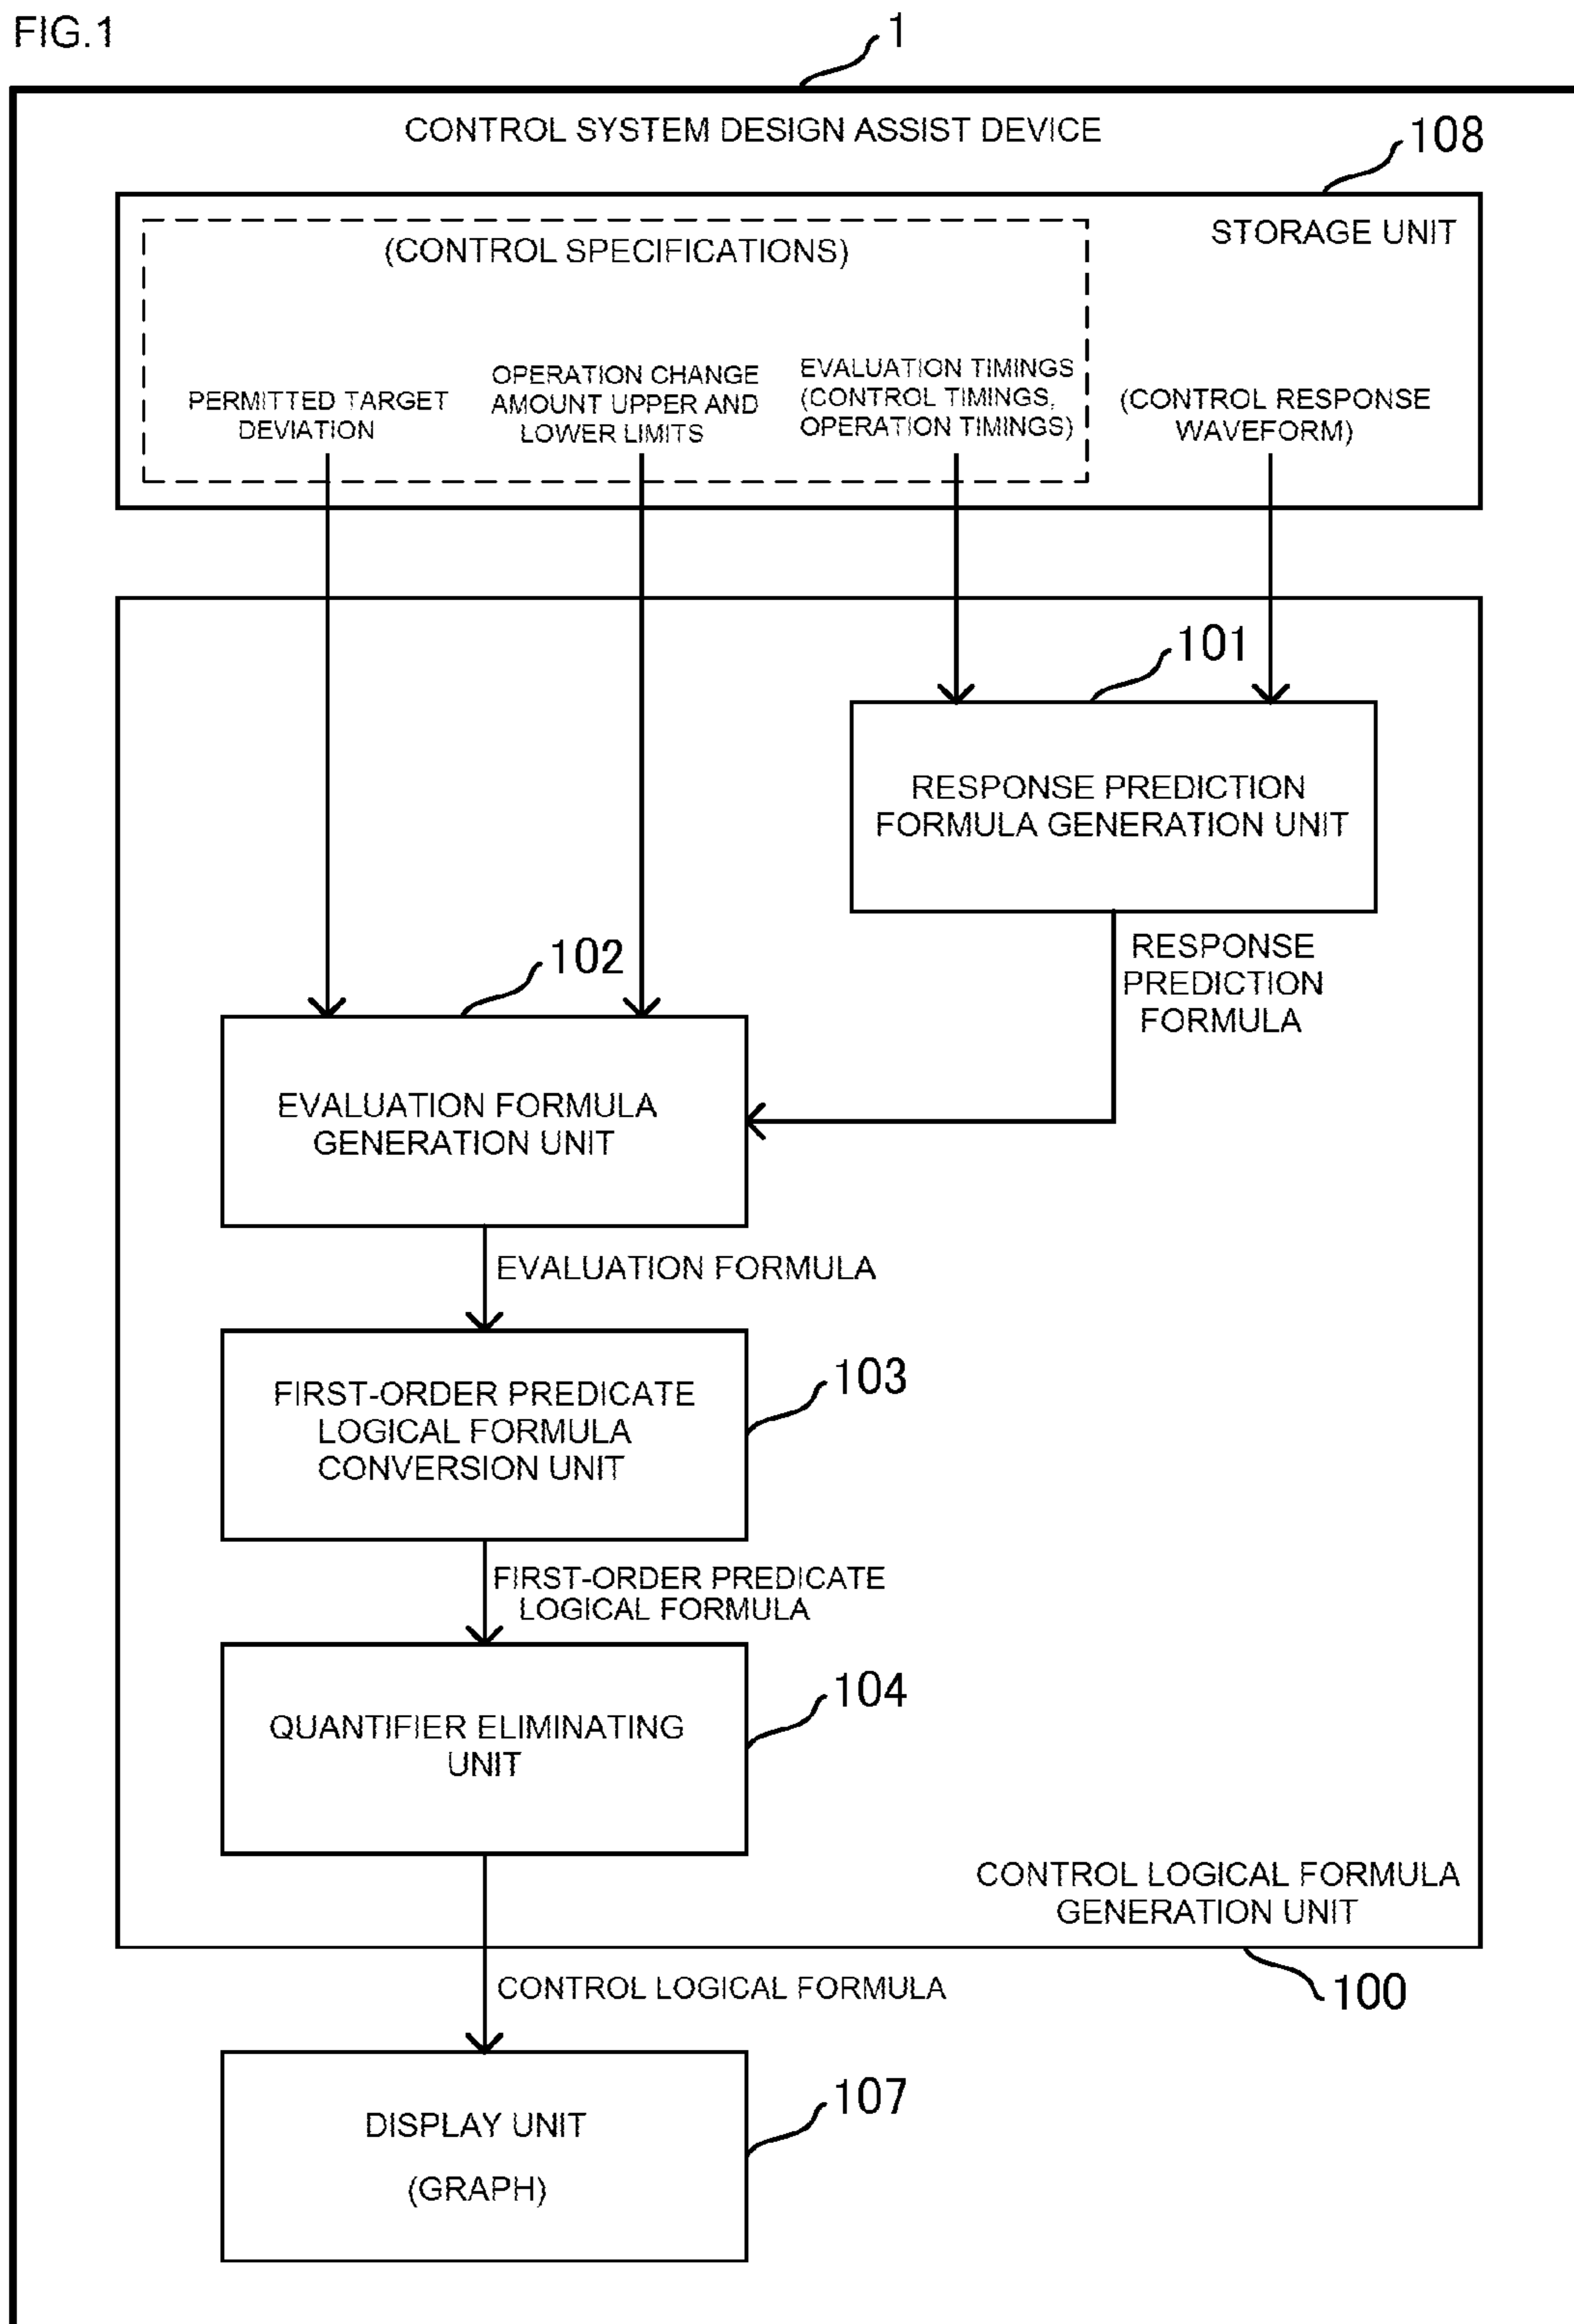 FIG.1
1
CONTROL SYSTEM DESIGN ASSIST DEVICE
108
STORAGE UNIT
(CONTROL SPECIFICATIONS)
PERMITTED TARGET
DEVIATION
OPERATION CHANGE
AMOUNT UPPER AND
LOWER LIMITS
EVALUATION TIMINGS
(CONTROL TIMINGS,
OPERATION TIMINGS)
(CONTROL RESPONSE
WAVEFORM)
101
RESPONSE PREDICTION
FORMULA GENERATION UNIT
RESPONSE
PREDICTION
FORMULA
102
EVALUATION FORMULA
GENERATION UNIT
EVALUATION FORMULA
103
FIRST-ORDER PREDICATE
LOGICAL FORMULA
CONVERSION UNIT
FIRST-ORDER PREDICATE
LOGICAL FORMULA
104
QUANTIFIER ELIMINATING
UNIT
CONTROL LOGICAL FORMULA
GENERATION UNIT
100
CONTROL LOGICAL FORMULA
107
DISPLAY UNIT
(GRAPH)